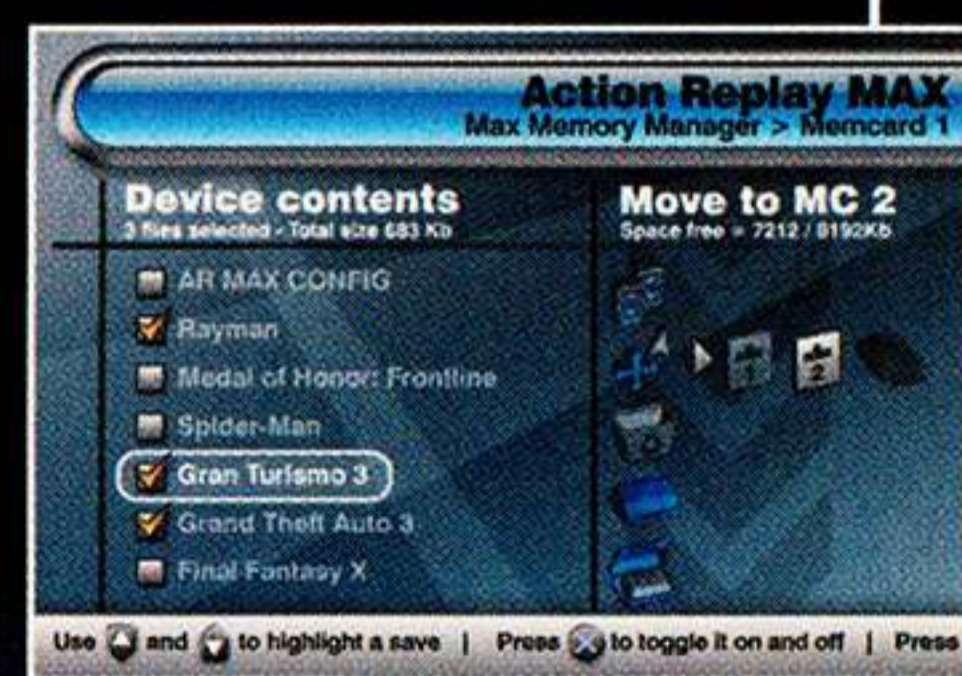 Action Replay MAX
Max Memory Manager > Memcard 1
Device contents
3 files selected - Total size 683 Kb
AR MAX CONFIG
Rayman
Medal of Honor: Frontline
Spider-Man
Gran Turismo 3
Grand Theft Auto 3
Final Fantasy X
Move to MC 2
Space free = 7212 / 8192Kb
1
2
Use and to highlight a save | Press to toggle it on and off | Press